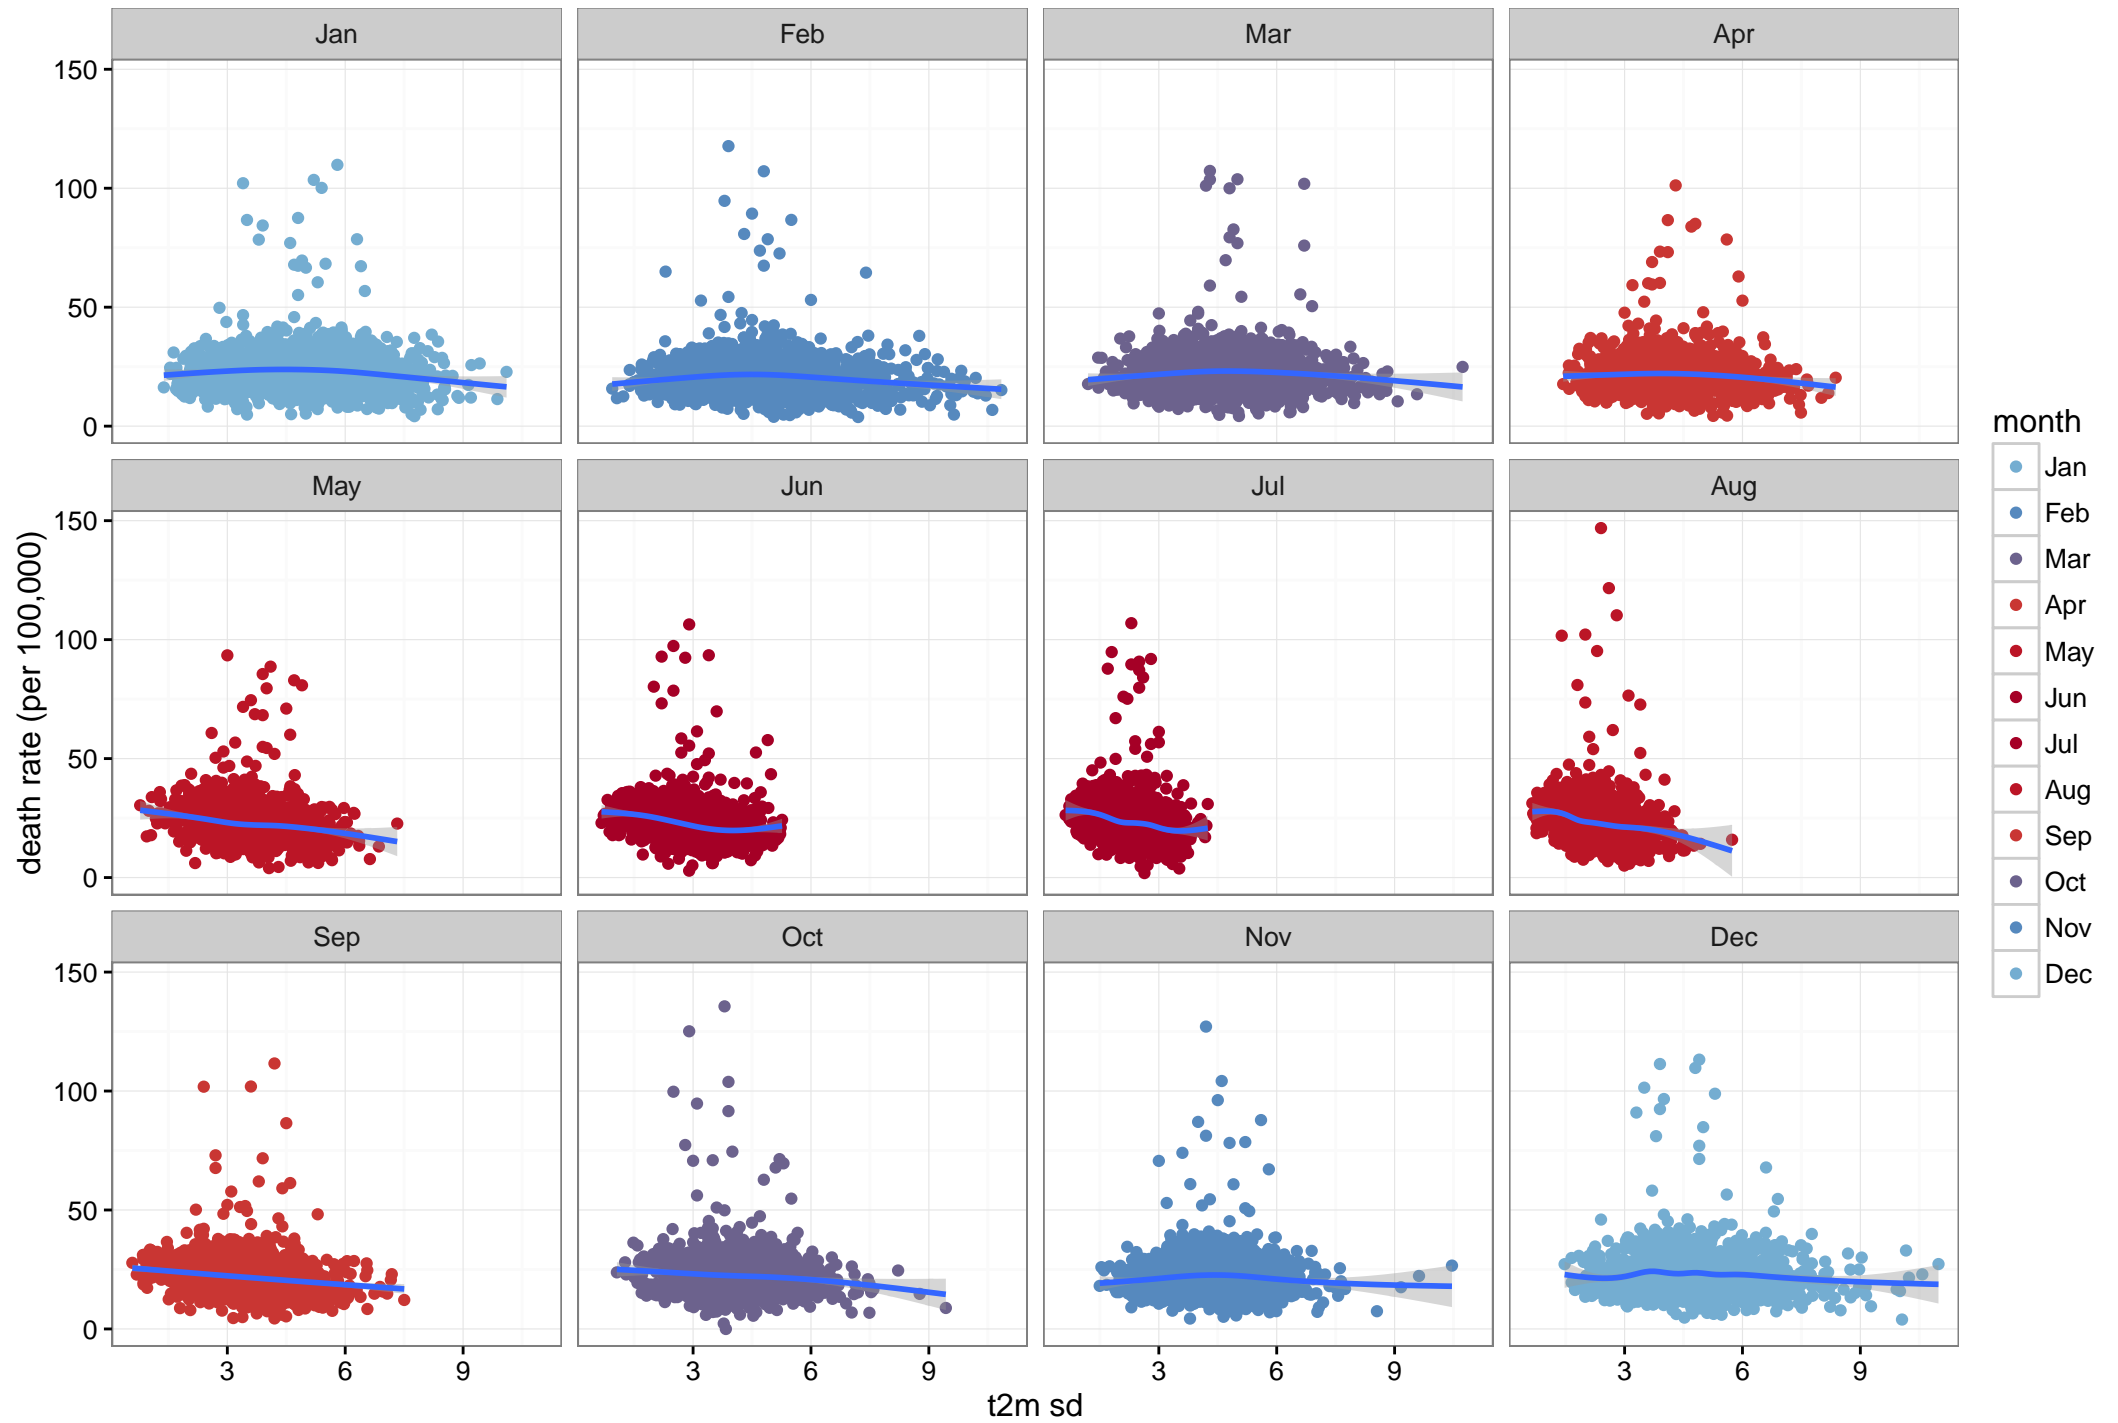 Jan Feb Mar Apr
150
100
50
0
May Jun Jul Aug
150
100
50
0
Sep Oct Nov Dec
150
100
50
0
3 6 9 3 6 9 3 6 9 3 6 9
t2m sd
death rate (per 100,000)
month
Jan
Feb
Mar
Apr
May
Jun
Jul
Aug
Sep
Oct
Nov
Dec